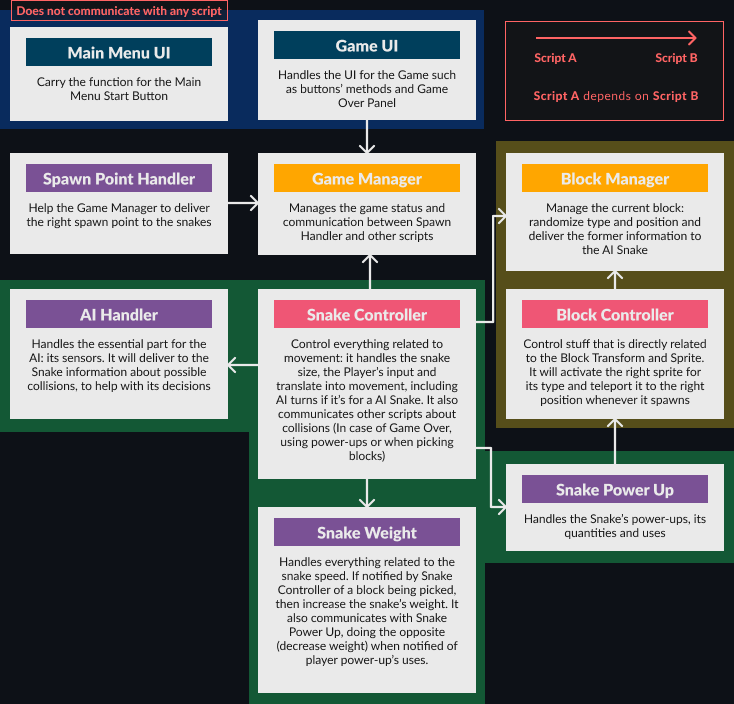 Does not communicate with any script
Main Menu UI
Carry the function for the Main
Menu Start Button
Game UI
Handles the UI for the Game such
as buttons' methods and Game
Over Panel
Script A
Script B
Script A depends on Script B
Spawn Point Handler
Help the Game Manager to deliver
the right spawn point to the snakes
Game Manager
Manages the game status and
communication between Spawn
Handler and other scripts
Block Manager
Manage the current block:
randomize type and position and
deliver the former information to
the AI Snake
AI Handler
Handles the essential part for the
AI: its sensors. It will deliver to the
Snake information about possible
collisions, to help with its decisions
Snake Controller
Control everything related to
movement: it handles the snake
size, the Player's input and
translate into movement, including
AI turns if it's for a AI Snake. It also
communicates other scripts about
collisions (In case of Game Over,
using power-ups or when picking
blocks)
Block Controller
Control stuff that is directly related
to the Block Transform and Sprite.
It will activate the right sprite for
its type and teleport it to the right
position whenever it spawns
Snake Power Up
Handles the Snake's power-ups, its
quantities and uses
Snake Weight
Handles everything related to the
snake speed. If notified by Snake
Controller of a block being picked,
then increase the snake's weight. It
also communicates with Snake
Power Up, doing the opposite
(decrease weight) when notified of
player power-up's uses.